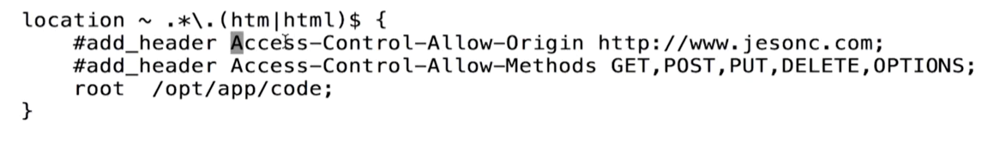 location ~ .*\.(htm|html)$ {
    #add_header Access-Control-Allow-Origin http://www.jesonc.com;
    #add_header Access-Control-Allow-Methods GET,POST,PUT,DELETE,OPTIONS;
    root  /opt/app/code;
}